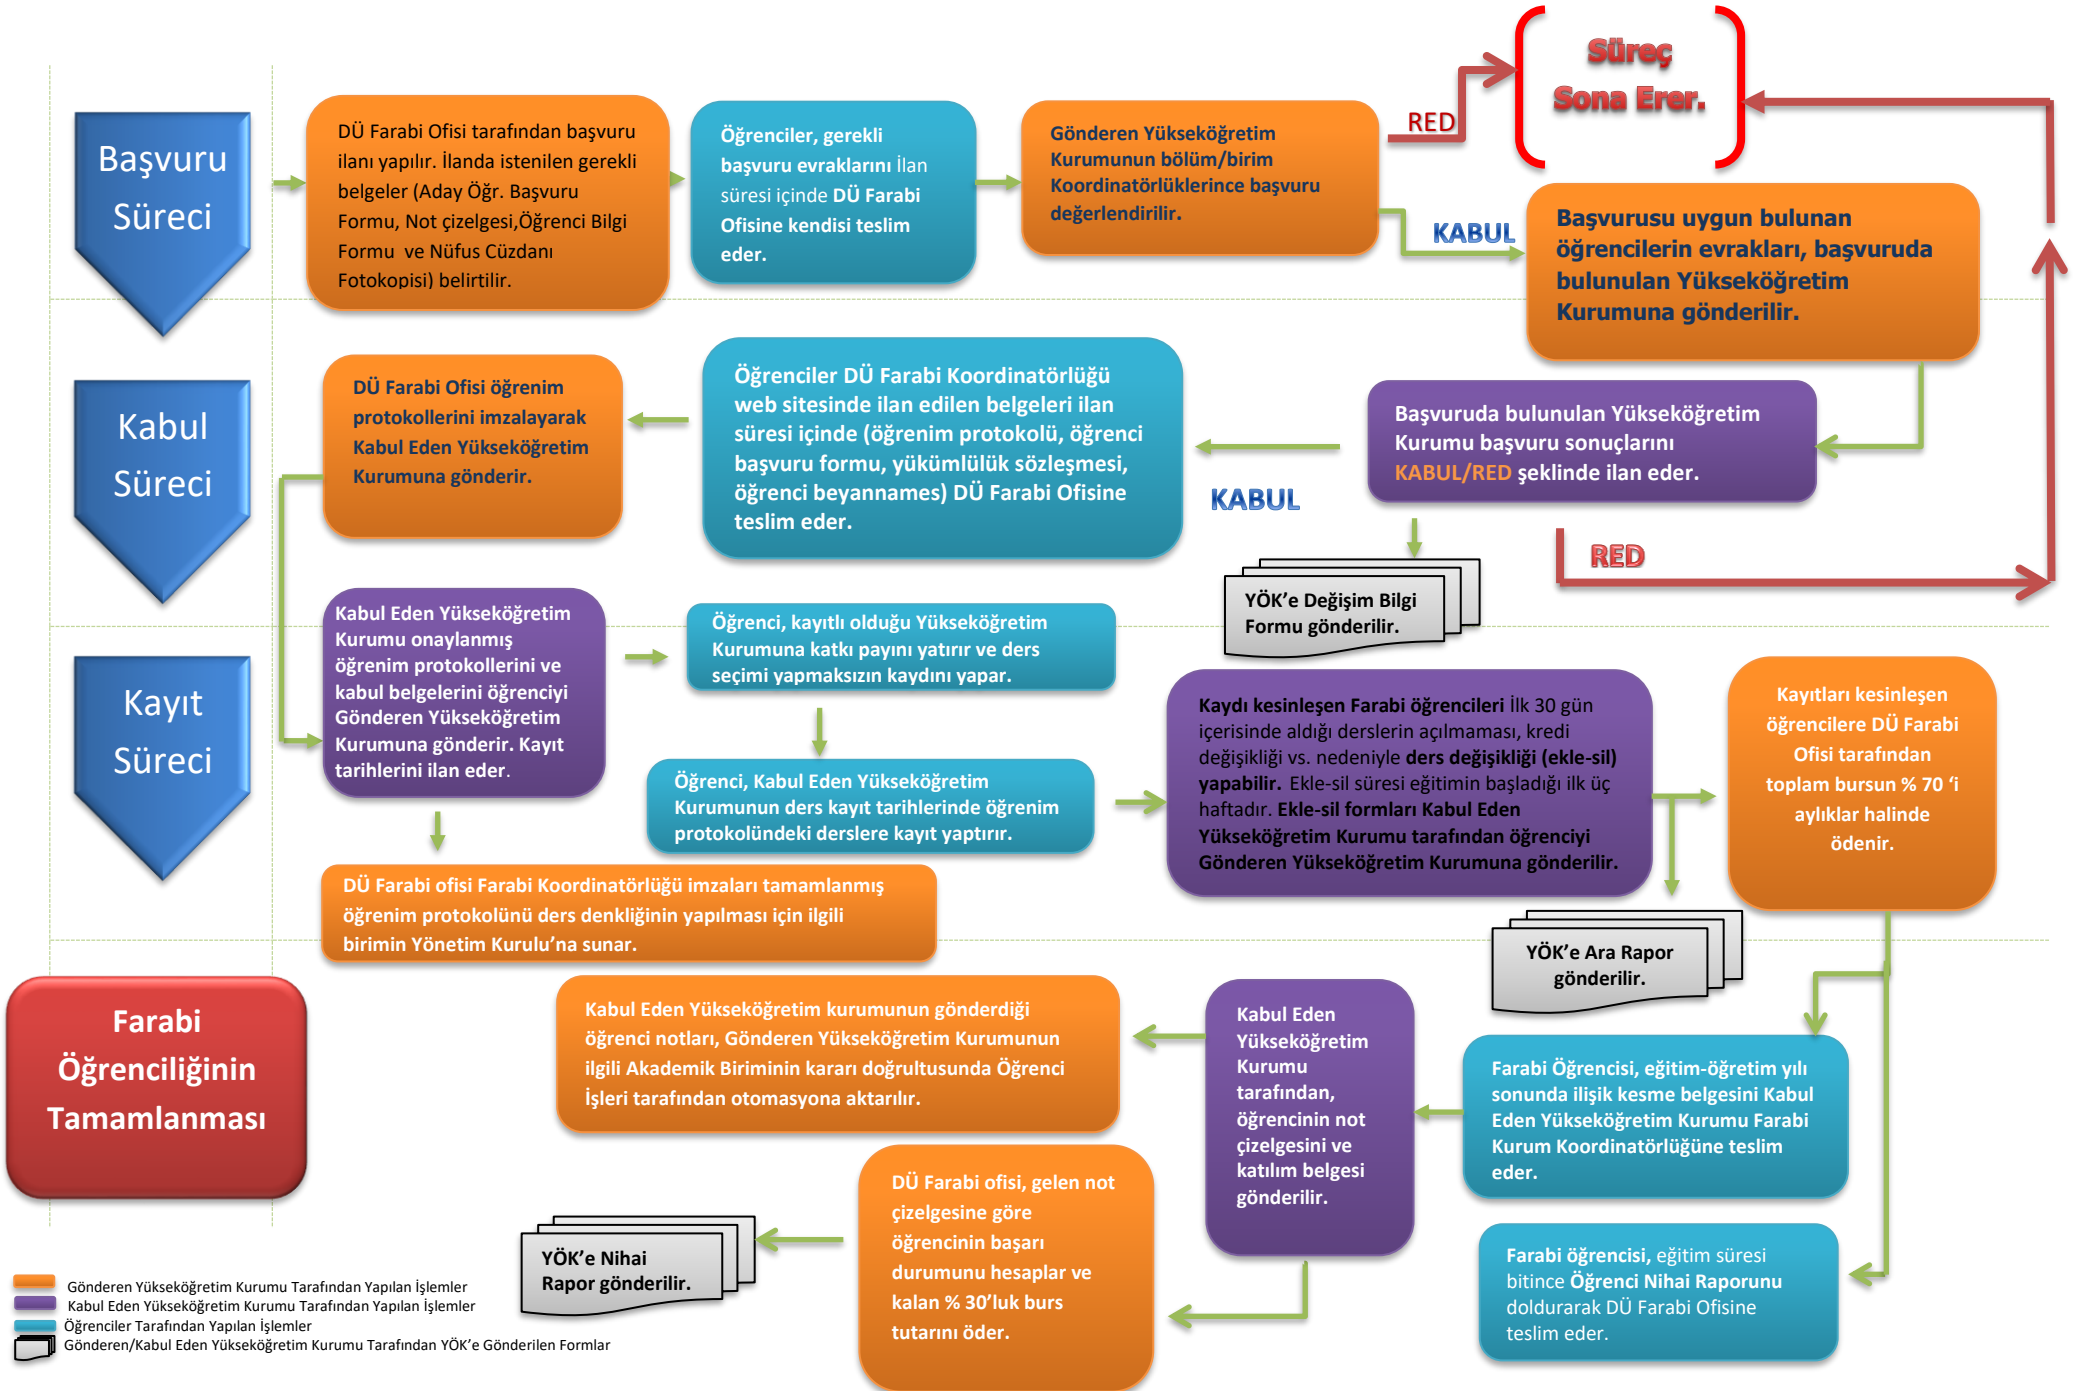 Başvuru
Süreci
DÜ Farabi Ofisi tarafından başvuru
ilanı yapılır. İlanda istenilen gerekli
belgeler (Aday Öğr. Başvuru
Formu, Not çizelgesi,Öğrenci Bilgi
Formu ve Nüfus Cüzdanı
Fotokopisi) belirtilir.
Öğrenciler, gerekli
başvuru evraklarını İlan
süresi içinde DÜ Farabi
Ofisine kendisi teslim
eder.
Gönderen Yükseköğretim
Kurumunun bölüm/birim
Koordinatörlüklerince başvuru
değerlendirilir.
RED
Süreç
Sona Erer.
KABUL
Başvurusu uygun bulunan
öğrencilerin evrakları, başvuruda
bulunulan Yükseköğretim
Kurumuna gönderilir.
Kabul
Süreci
DÜ Farabi Ofisi öğrenim
protokollerini imzalayarak
Kabul Eden Yükseköğretim
Kurumuna gönderir.
Öğrenciler DÜ Farabi Koordinatörlüğü
web sitesinde ilan edilen belgeleri ilan
süresi içinde (öğrenim protokolü, öğrenci
başvuru formu, yükümlülük sözleşmesi,
öğrenci beyannames) DÜ Farabi Ofisine
teslim eder.
KABUL
Başvuruda bulunulan Yükseköğretim
Kurumu başvuru sonuçlarını
KABUL/RED şeklinde ilan eder.
RED
YÖK'e Değişim Bilgi
Formu gönderilir.
Kayıt
Süreci
Kabul Eden Yükseköğretim
Kurumu onaylanmış
öğrenim protokollerini ve
kabul belgelerini öğrenciyi
Gönderen Yükseköğretim
Kurumuna gönderir. Kayıt
tarihlerini ilan eder.
Öğrenci, kayıtlı olduğu Yükseköğretim
Kurumuna katkı payını yatırır ve ders
seçimi yapmaksızın kaydını yapar.
Öğrenci, Kabul Eden Yükseköğretim
Kurumunun ders kayıt tarihlerinde öğrenim
protokolündeki derslere kayıt yaptırır.
Kaydı kesinleşen Farabi öğrencileri İlk 30 gün
içerisinde aldığı derslerin açılmaması, kredi
değişikliği vs. nedeniyle ders değişikliği (ekle-sil)
yapabilir. Ekle-sil süresi eğitimin başladığı ilk üç
haftadır. Ekle-sil formları Kabul Eden
Yükseköğretim Kurumu tarafından öğrenciyi
Gönderen Yükseköğretim Kurumuna gönderilir.
Kayıtları kesinleşen
öğrencilere DÜ Farabi
Ofisi tarafından
toplam bursun % 70 'i
aylıklar halinde
ödenir.
DÜ Farabi ofisi Farabi Koordinatörlüğü imzaları tamamlanmış
öğrenim protokolünü ders denkliğinin yapılması için ilgili
birimin Yönetim Kurulu'na sunar.
YÖK'e Ara Rapor
gönderilir.
Farabi
Öğrenciliğinin
Tamamlanması
Kabul Eden Yükseköğretim kurumunun gönderdiği
öğrenci notları, Gönderen Yükseköğretim Kurumunun
ilgili Akademik Biriminin kararı doğrultusunda Öğrenci
İşleri tarafından otomasyona aktarılır.
Kabul Eden
Yükseköğretim
Kurumu
tarafından,
öğrencinin not
çizelgesini ve
katılım belgesi
gönderilir.
Farabi Öğrencisi, eğitim-öğretim yılı
sonunda ilişik kesme belgesini Kabul
Eden Yükseköğretim Kurumu Farabi
Kurum Koordinatörlüğüne teslim
eder.
DÜ Farabi ofisi, gelen not
çizelgesine göre
öğrencinin başarı
durumunu hesaplar ve
kalan % 30'luk burs
tutarını öder.
YÖK'e Nihai
Rapor gönderilir.
Farabi öğrencisi, eğitim süresi
bitince Öğrenci Nihai Raporunu
doldurarak DÜ Farabi Ofisine
teslim eder.
Gönderen Yükseköğretim Kurumu Tarafından Yapılan İşlemler
Kabul Eden Yükseköğretim Kurumu Tarafından Yapılan İşlemler
Öğrenciler Tarafından Yapılan İşlemler
Gönderen/Kabul Eden Yükseköğretim Kurumu Tarafından YÖK'e Gönderilen Formlar